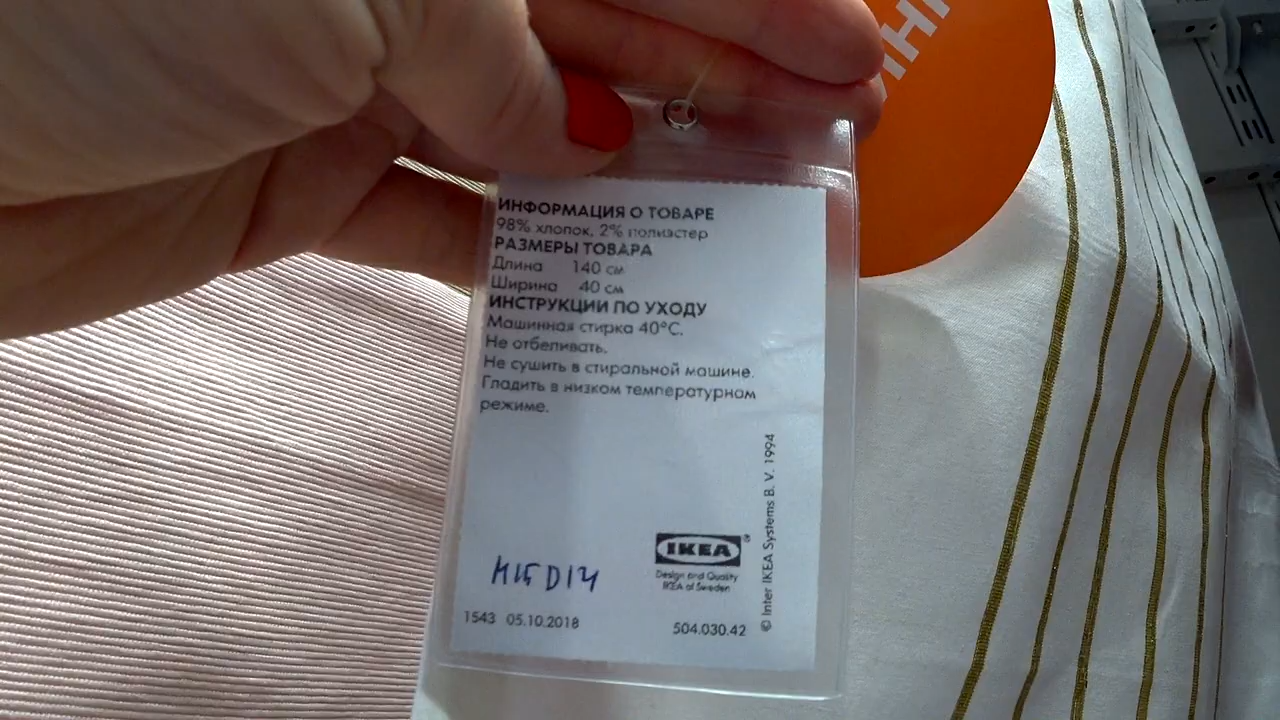 ИНФОРМАЦИЯ О ТОВАРЕ
98% хлопок, 2% полиэстер
РАЗМЕРЫ ТОВАРА
Длина 140 см
Ширина 40 см
ИНСТРУКЦИИ ПО УХОДУ
Машинная стирка 40°С.
Не отбеливать.
Не сушить в стиральной машине.
Гладить в низком температурном
режиме.
© Inter IKEA Systems B. V. 1994
IKEA®
Design and Quality
IKEA of Sweden
1543 05.10.2018
504.030.42